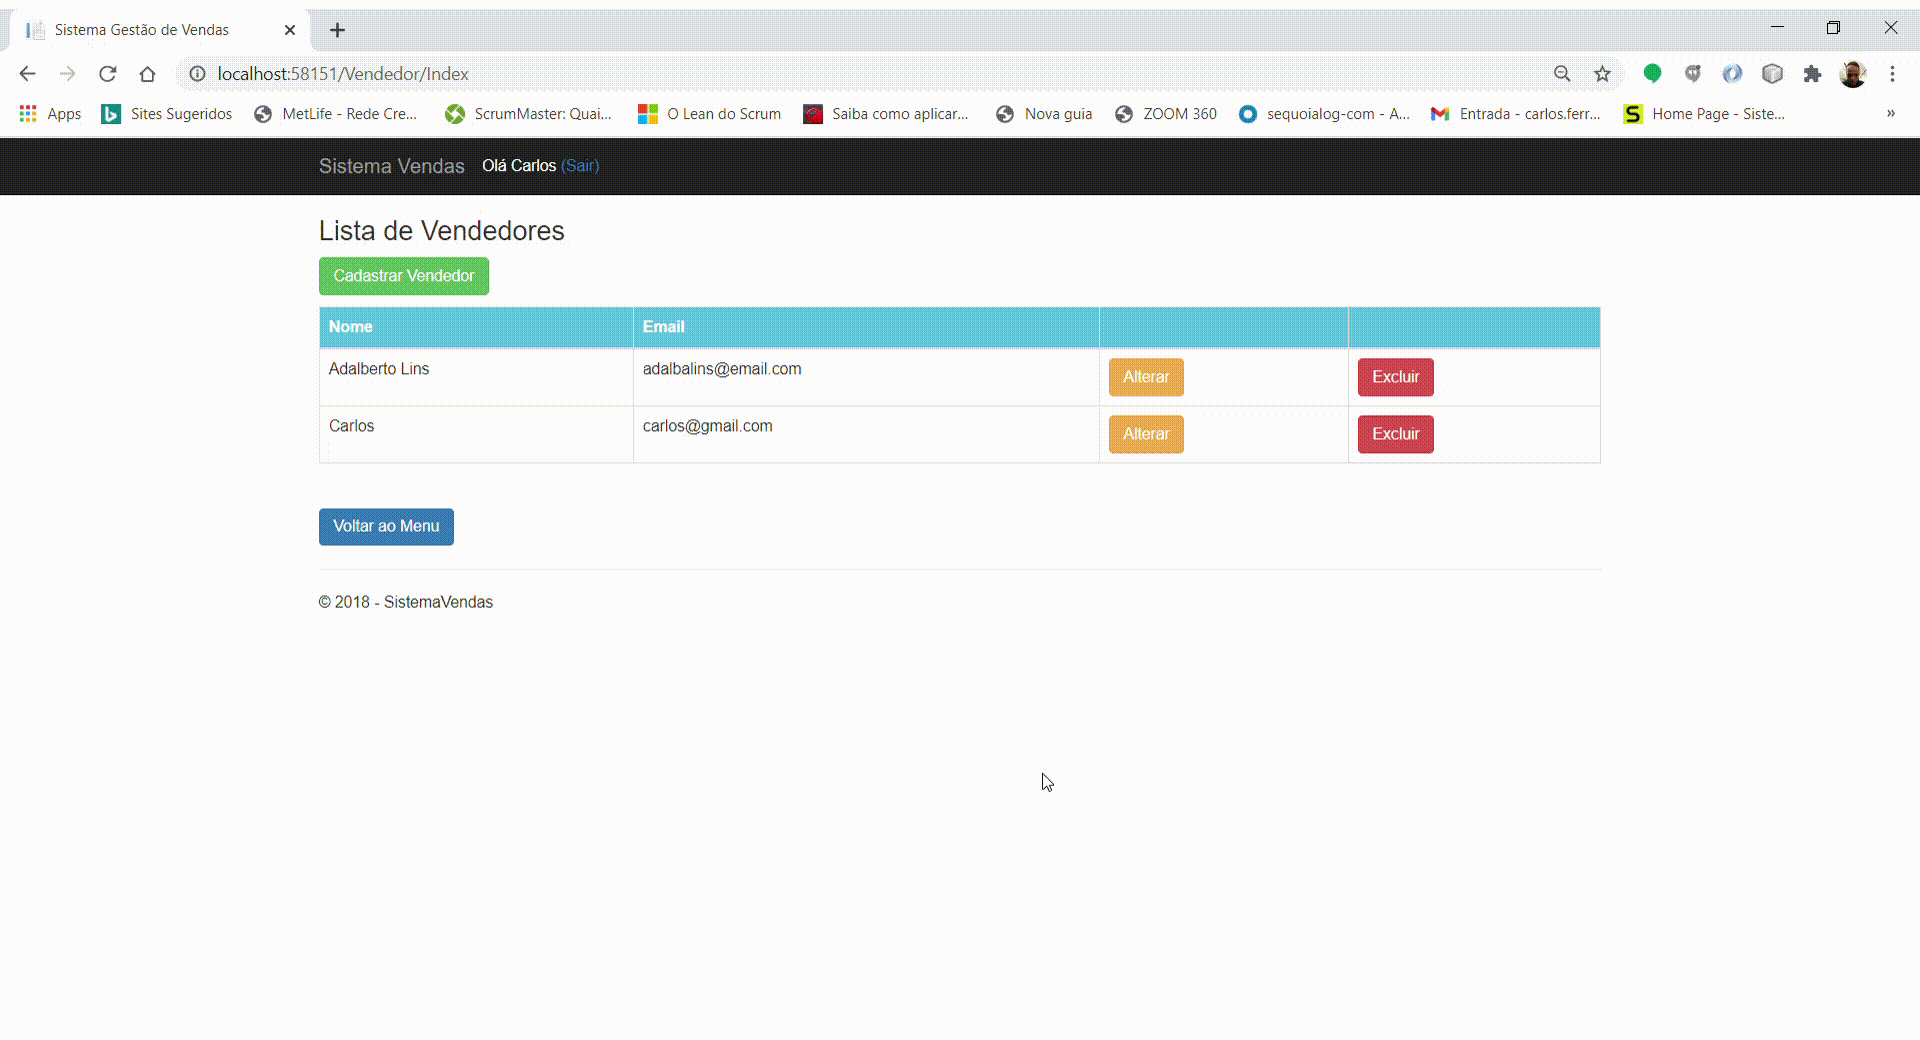 Sistema Gestão de Vendas
localhost:58151/Vendedor/Index
Apps Sites Sugeridos MetLife - Rede Cre... ScrumMaster: Quai... O Lean do Scrum Saiba como aplicar... Nova guia ZOOM 360 sequoialog-com - A... Entrada - carlos.ferr... Home Page - Siste... »
Sistema Vendas Olá Carlos (Sair)
Lista de Vendedores
Cadastrar Vendedor
Nome Email
Adalberto Lins adalbalins@email.com Alterar Excluir
Carlos carlos@gmail.com Alterar Excluir
Voltar ao Menu
© 2018 - SistemaVendas